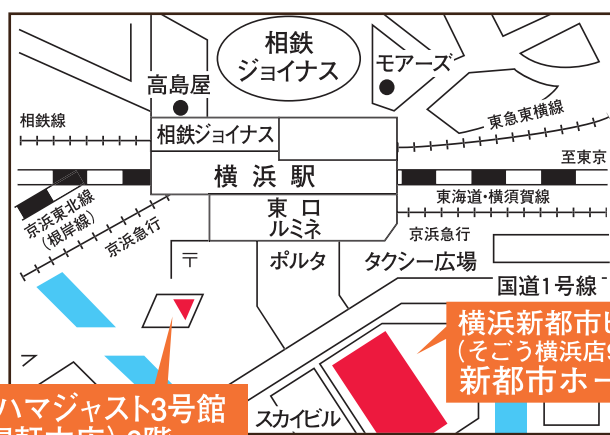 相鉄
ジョイナス
モアーズ
高島屋
相鉄線
東急東横線
相鉄ジョイナス
至東京
横浜駅
京浜東北線
(根岸線)
京浜急行
東口
ルミネ
東海道・横須賀線
京浜急行
〒
ポルタ
タクシー広場
国道1号線
横浜新都市ビ
(そごう横浜店9
新都市ホー
ハマジャスト3号館
スカイビル